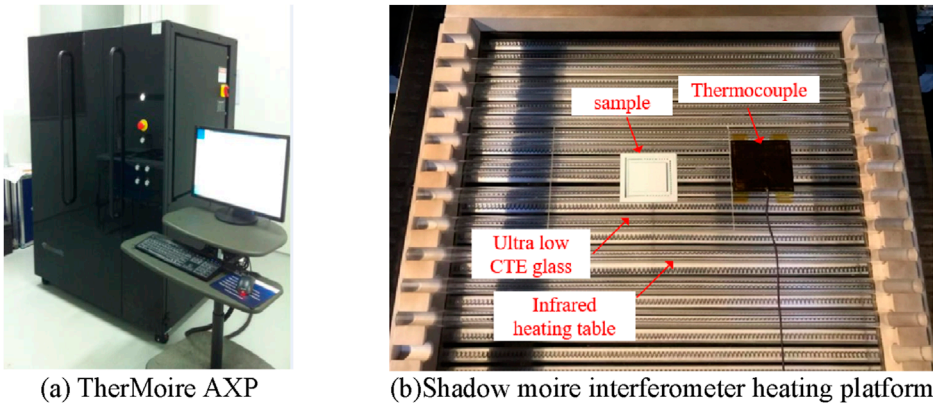 sample
Thermocouple
Ultra low
CTE glass
Infrared
heating table
(a) TherMoire AXP
(b)Shadow moire interferometer heating platform